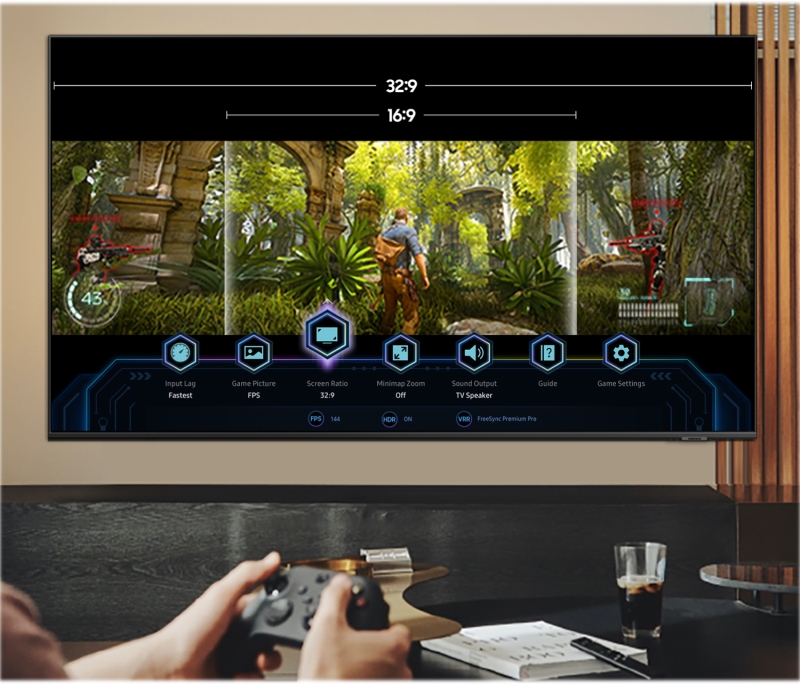 32:9
16:9
43
Input Lag
Fastest
Game Picture
FPS
Screen Ratio
32:9
Minimap Zoom
Off
Sound Output
TV Speaker
Guide
Game Settings
FPS 144
HDR ON
VRR FreeSync Premium Pro